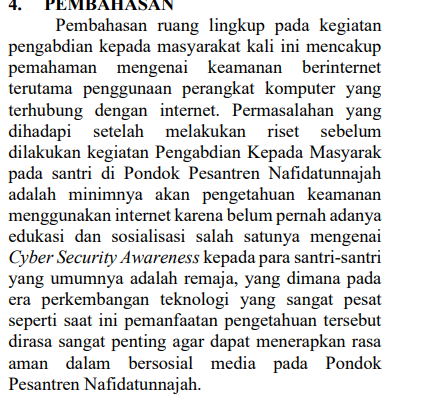 4. PEMBAHASAN
Pembahasan ruang lingkup pada kegiatan
pengabdian kepada masyarakat kali ini mencakup
pemahaman mengenai keamanan berinternet
terutama penggunaan perangkat komputer yang
terhubung dengan internet. Permasalahan yang
dihadapi setelah melakukan riset sebelum
dilakukan kegiatan Pengabdian Kepada Masyarak
pada santri di Pondok Pesantren Nafidatunnajah
adalah minimnya akan pengetahuan keamanan
menggunakan internet karena belum pernah adanya
edukasi dan sosialisasi salah satunya mengenai
Cyber Security Awareness kepada para santri-santri
yang umumnya adalah remaja, yang dimana pada
era perkembangan teknologi yang sangat pesat
seperti saat ini pemanfaatan pengetahuan tersebut
dirasa sangat penting agar dapat menerapkan rasa
aman dalam bersosial media pada Pondok
Pesantren Nafidatunnajah.